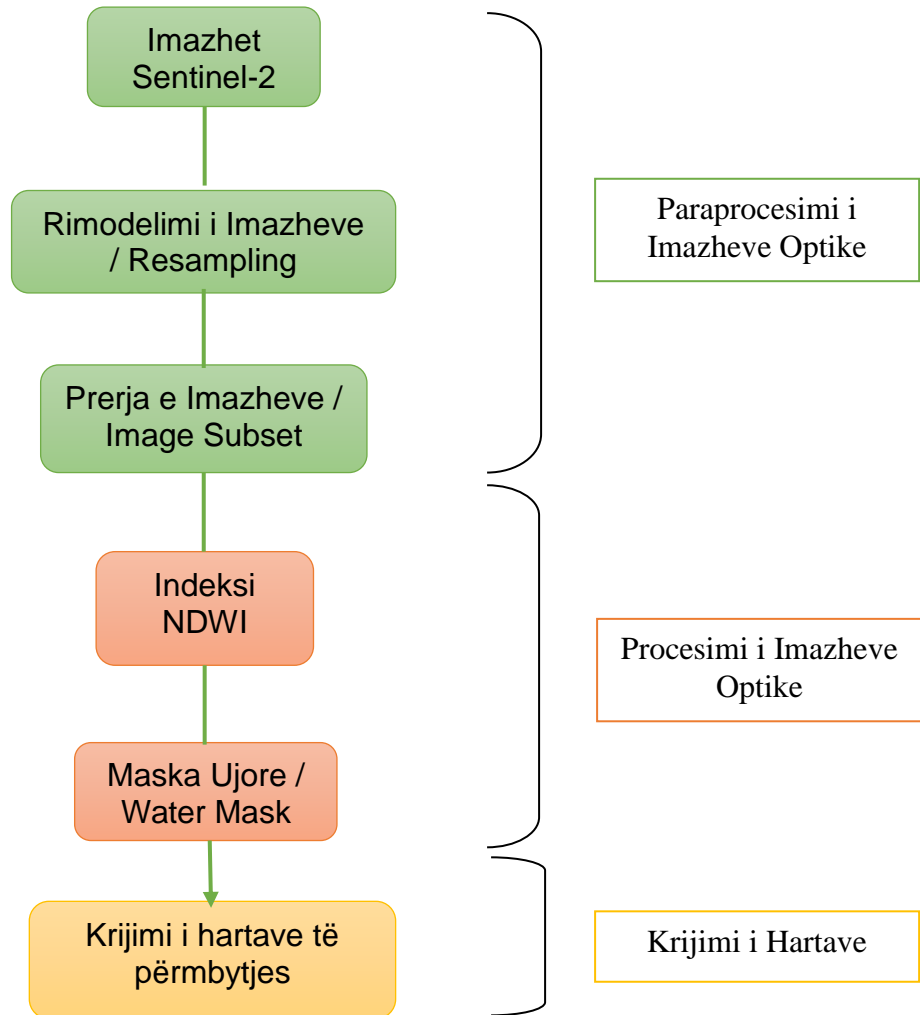 Imazhet
Sentinel-2
Rimodelimi i Imazheve
/ Resampling
Paraprocesimi i
Imazheve Optike
Prerja e Imazheve /
Image Subset
Indeksi
NDWI
Procesimi i Imazheve
Optike
Maska Ujore /
Water Mask
Krijimi i hartave të
përmbytjes
Krijimi i Hartave